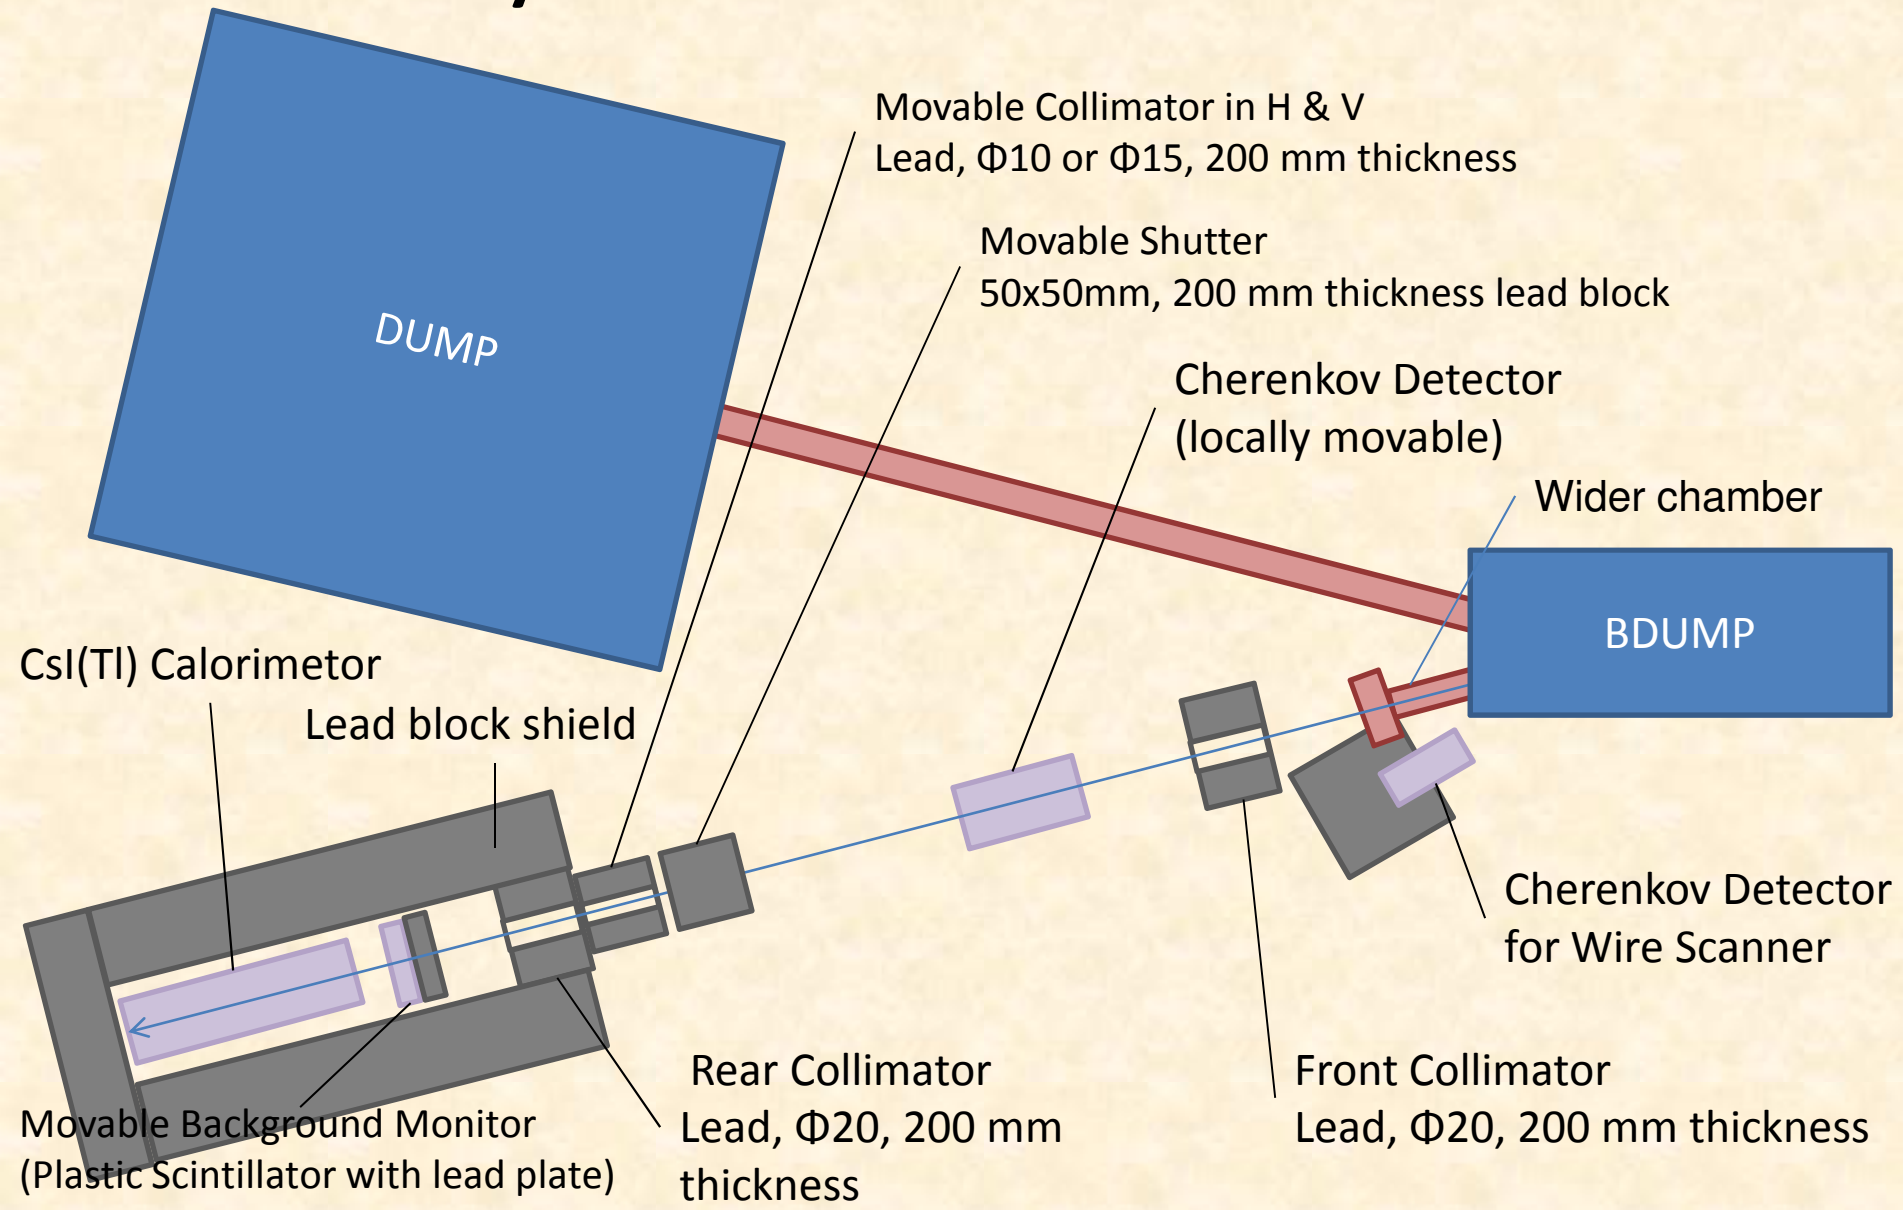 Movable Collimator in H & V
Lead, Φ10 or Φ15, 200 mm thickness
Movable Shutter
50x50mm, 200 mm thickness lead block
DUMP
Cherenkov Detector
(locally movable)
Wider chamber
BDUMP
CsI(Tl) Calorimetor
Lead block shield
Cherenkov Detector
for Wire Scanner
Rear Collimator
Lead, Φ20, 200 mm
thickness
Front Collimator
Lead, Φ20, 200 mm thickness
Movable Background Monitor
(Plastic Scintillator with lead plate)